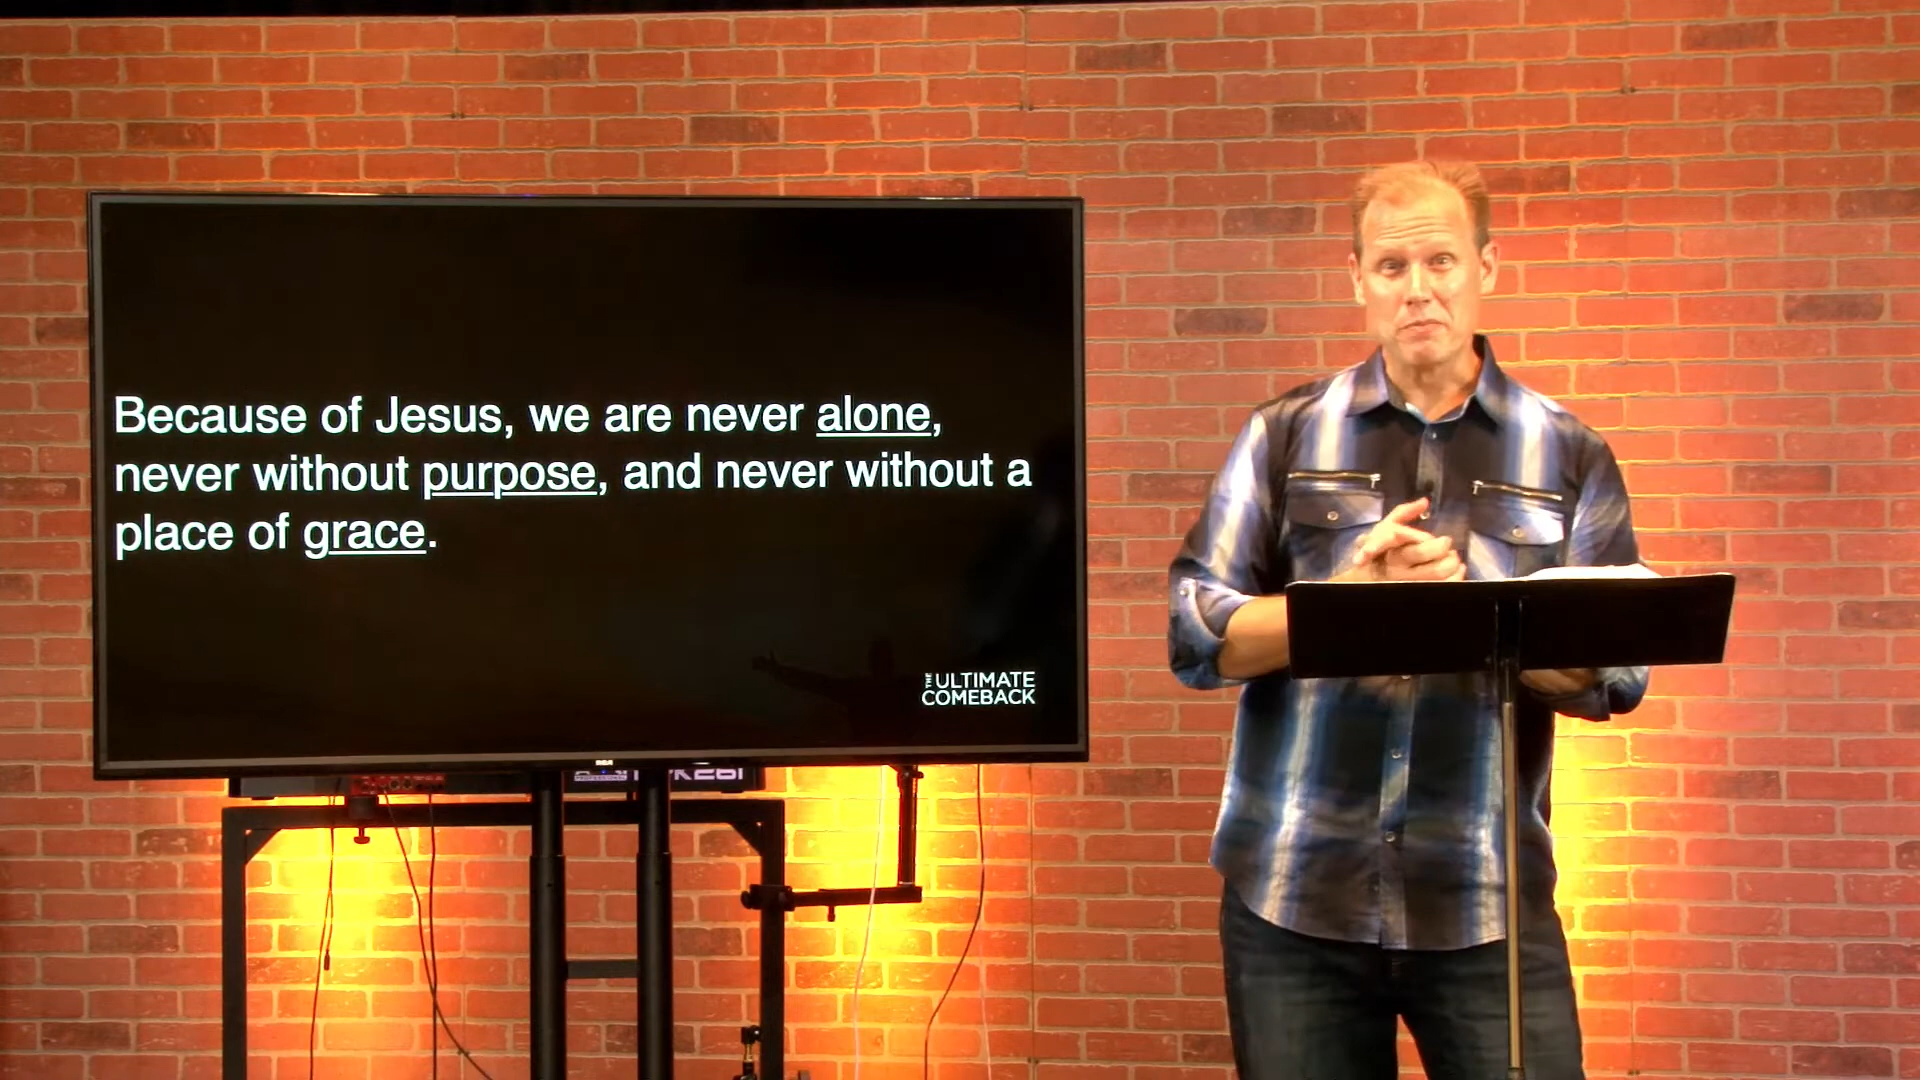 Because of Jesus, we are never alone,
never without purpose, and never without a
place of grace.
THE ULTIMATE
COMEBACK
RCA